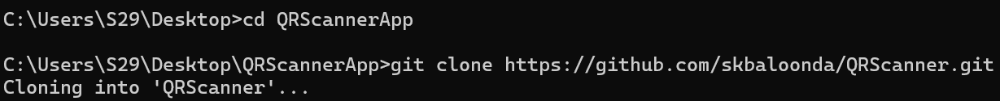 C:\Users\S29\Desktop>cd QRScannerApp
C:\Users\S29\Desktop\QRScannerApp>git clone https://github.com/skbaloonda/QRScanner.git
Cloning into 'QRScanner'...